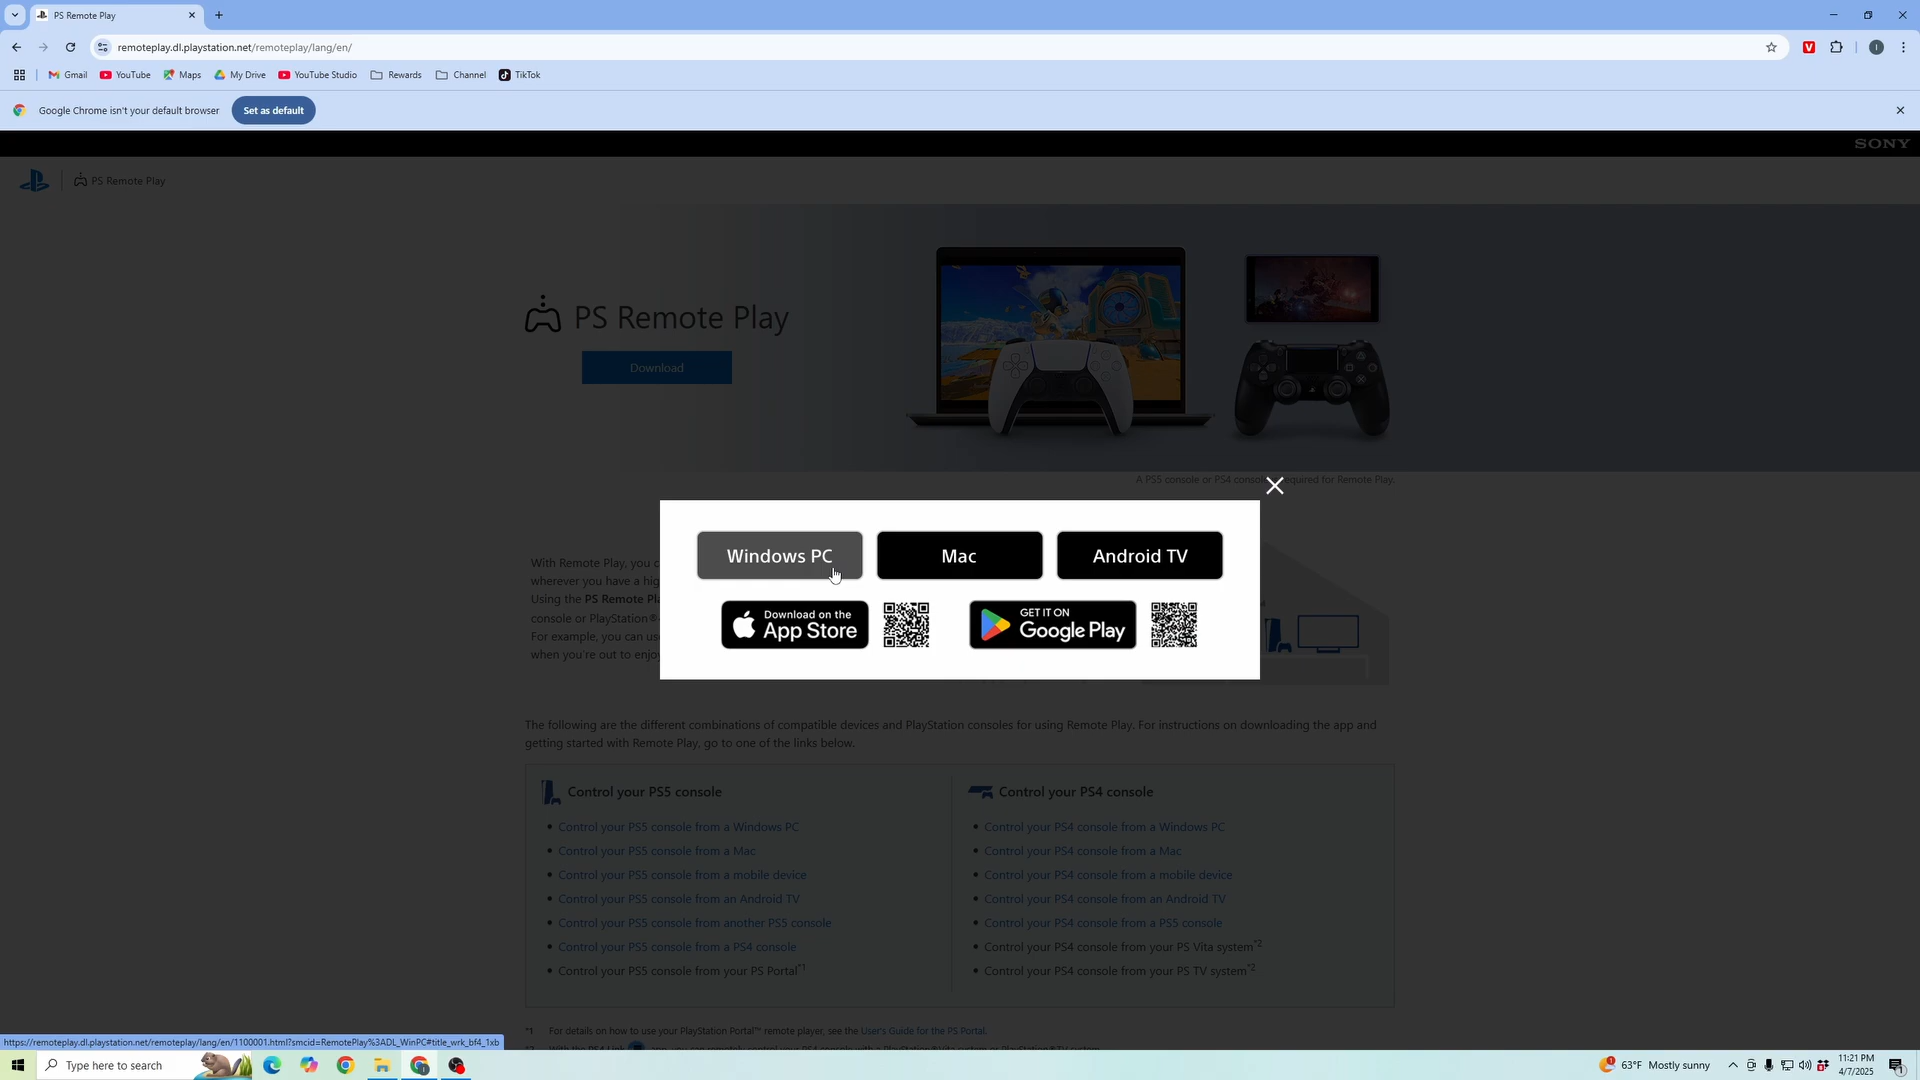 PS Remote Play
remoteplay.dl.playstation.net/remoteplay/lang/en/
Gmail YouTube Maps My Drive YouTube Studio Rewards Channel TikTok
Google Chrome isn't your default browser Set as default
SONY
PS Remote Play
PS Remote Play
Download
A PS5 console or PS4 conso required for Remote Play.
Windows PC Mac Android TV
Download on the
App Store
GET IT ON
Google Play
With Remote Play, you c
wherever you have a hig
Using the PS Remote Pla
console or PlayStation®
For example, you can us
when you're out to enjoy
The following are the different combinations of compatible devices and PlayStation consoles for using Remote Play. For instructions on downloading the app and
getting started with Remote Play, go to one of the links below.
Control your PS5 console
• Control your PS5 console from a Windows PC
• Control your PS5 console from a Mac
• Control your PS5 console from a mobile device
• Control your PS5 console from an Android TV
• Control your PS5 console from another PS5 console
• Control your PS5 console from a PS4 console
• Control your PS5 console from your PS Portal*1
Control your PS4 console
• Control your PS4 console from a Windows PC
• Control your PS4 console from a Mac
• Control your PS4 console from a mobile device
• Control your PS4 console from an Android TV
• Control your PS4 console from a PS5 console
• Control your PS4 console from your PS Vita system*2
• Control your PS4 console from your PS TV system*2
*1 For details on how to use your PlayStation Portal™ remote player, see the User's Guide for the PS Portal.
https://remoteplay.dl.playstation.net/remoteplay/lang/en/1100001.html?smcid=RemotePlay%3ADL_WinPC#title_wrk_bf4_1xb
Type here to search
63°F Mostly sunny
11:21 PM
4/7/2025